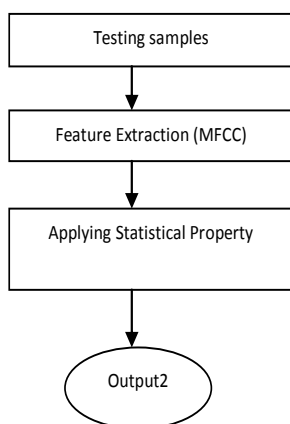 Testing samples
Feature Extraction (MFCC)
Applying Statistical Property
Output2